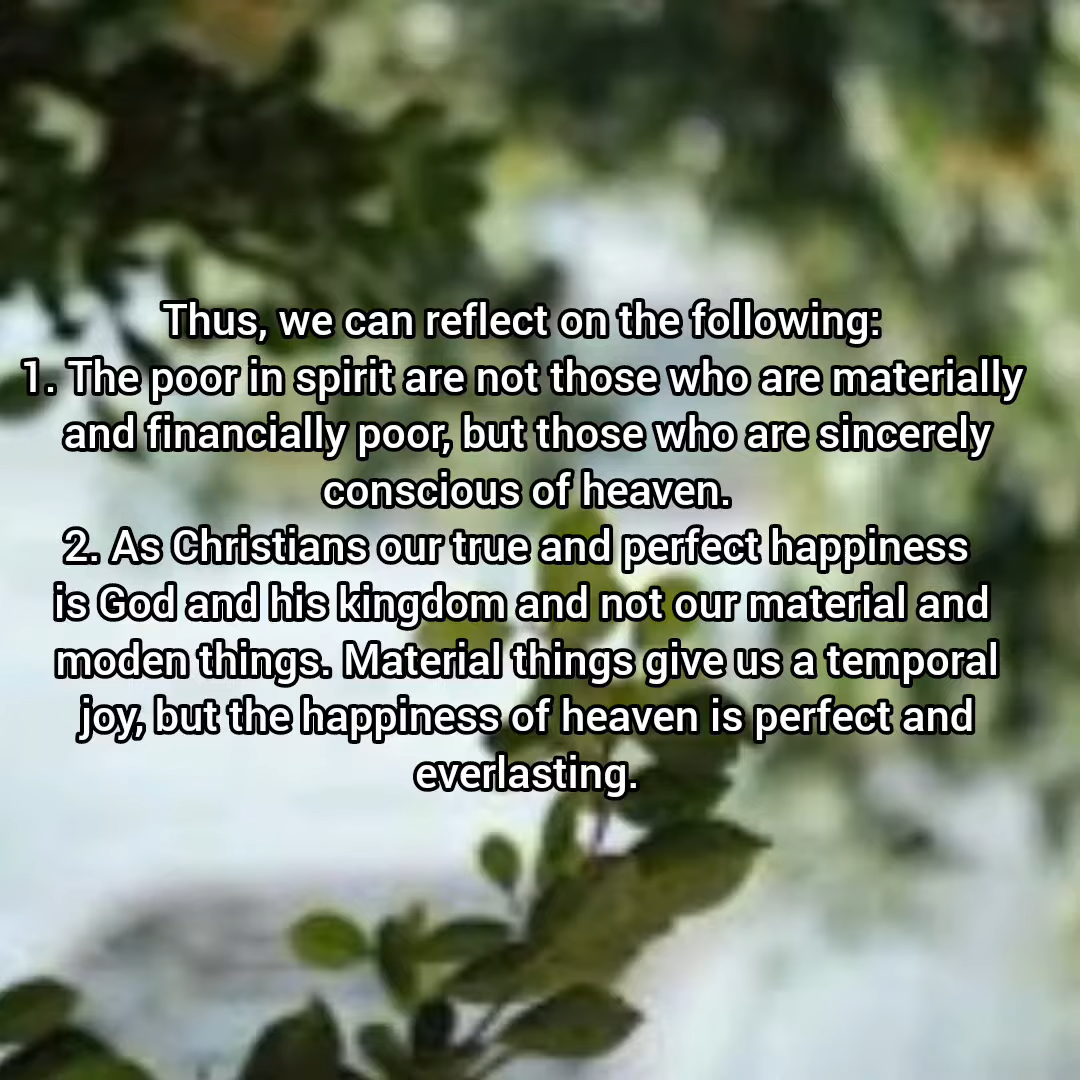 Thus, we can reflect on the following:
1. The poor in spirit are not those who are materially
and financially poor, but those who are sincerely
conscious of heaven.
2. As Christians our true and perfect happiness
is God and his kingdom and not our material and
moden things. Material things give us a temporal
joy, but the happiness of heaven is perfect and
everlasting.